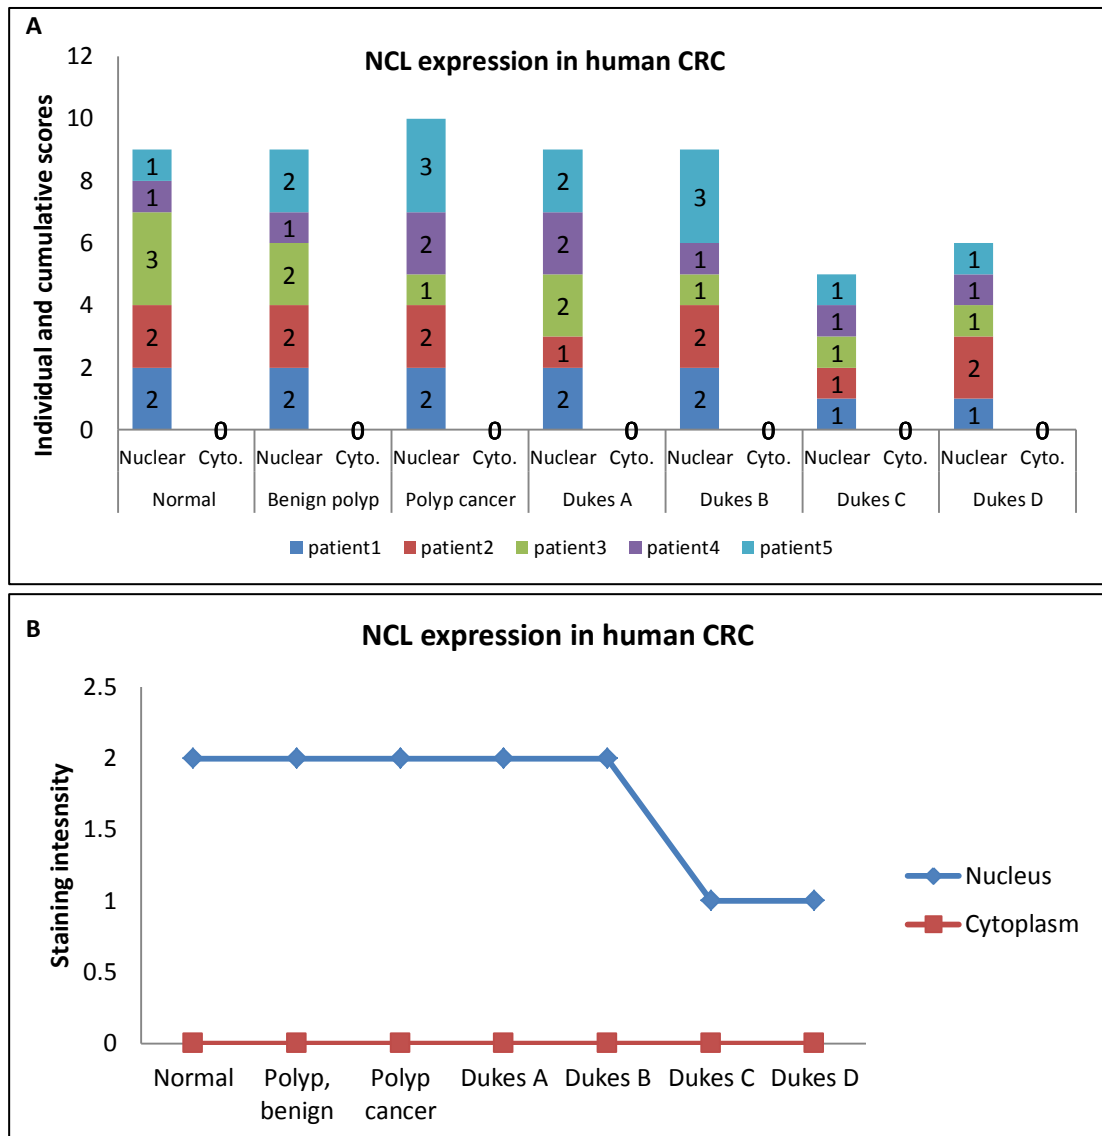 A
NCL expression in human CRC
Individual and cumulative scores
12
10
8
6
4
2
0
1 2 3 2 3
1 1 2 2 1 1 1
3 2 1 2 1 1 1
2 2 2 1 2 1 1
2 2 2 2 2 1 2
1 1
0 0 0 0 0 0 0
Nuclear Cyto. Nuclear Cyto. Nuclear Cyto. Nuclear Cyto. Nuclear Cyto. Nuclear Cyto. Nuclear Cyto.
Normal Benign polyp Polyp cancer Dukes A Dukes B Dukes C Dukes D
patient1 patient2 patient3 patient4 patient5
B
NCL expression in human CRC
Staining intesnsity
2.5
2
1.5
1
0.5
0
Normal Polyp, benign Polyp cancer Dukes A Dukes B Dukes C Dukes D
Nucleus
Cytoplasm